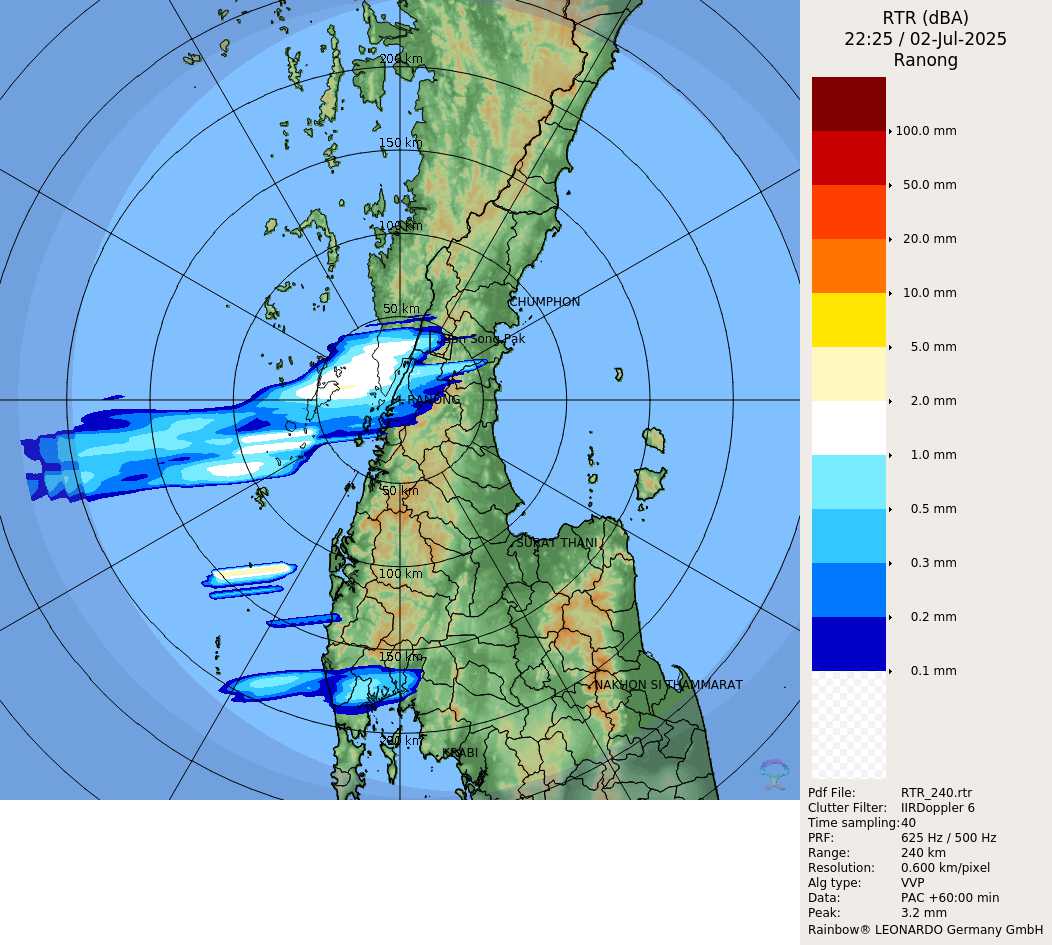 RTR (dBA)
22:25 / 02-Jul-2025
Ranong
200 km
150 km
100.0 mm
50.0 mm
100 km
20.0 mm
10.0 mm
CHUMPHON
50 km
Song Pak
5.0 mm
RANONG
2.0 mm
1.0 mm
50 km
0.5 mm
SURAT THANI
0.3 mm
100 km
0.2 mm
150 km
0.1 mm
NAKHON SI THAMMARAT
200 km
KRABI
Pdf File: RTR_240.rtr
Clutter Filter: IIRDoppler 6
Time sampling: 40
PRF: 625 Hz / 500 Hz
Range: 240 km
Resolution: 0.600 km/pixel
Alg type: VVP
Data: PAC +60:00 min
Peak: 3.2 mm
Rainbow® LEONARDO Germany GmbH